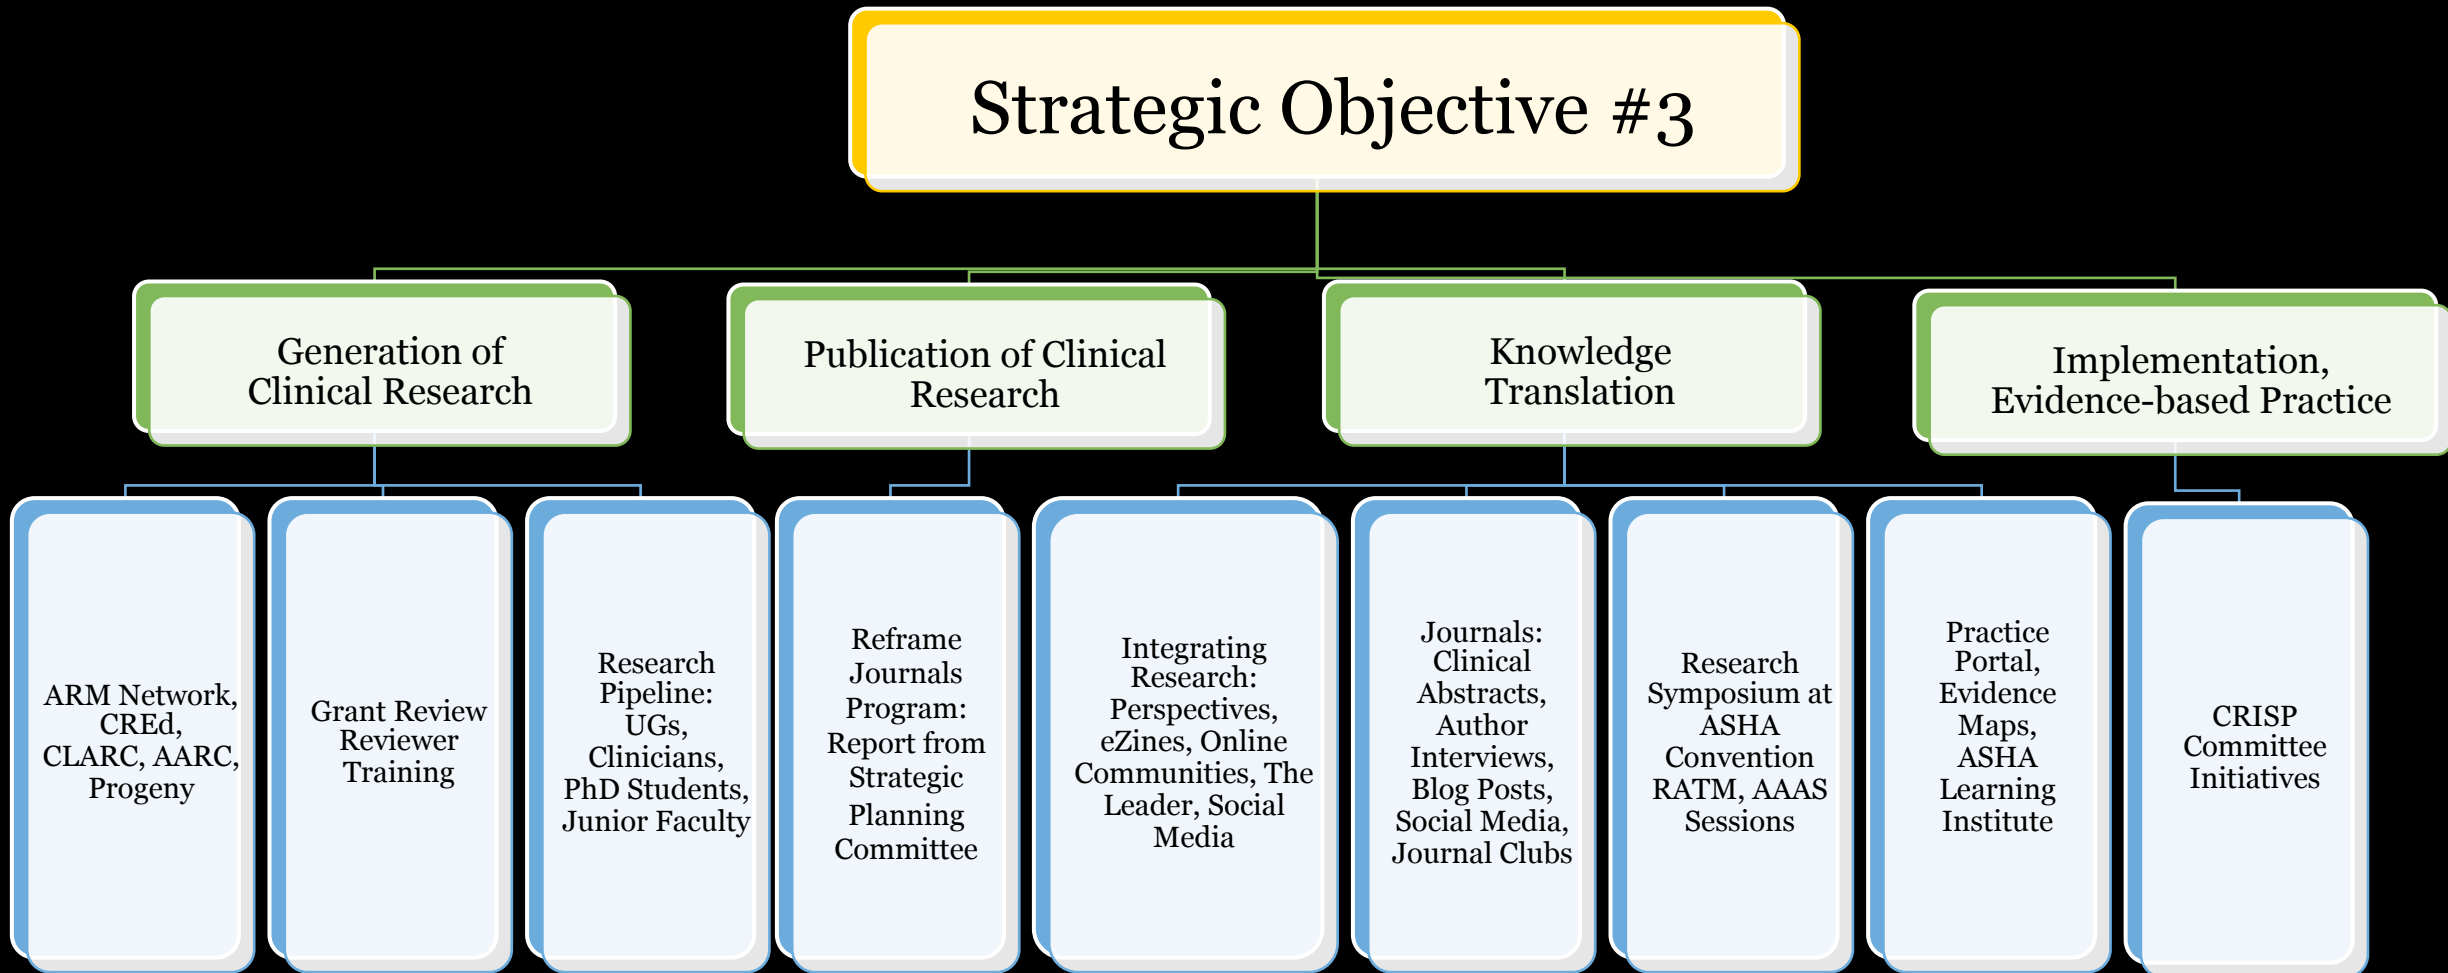 Strategic Objective #3
Generation of
Clinical Research
Publication of Clinical
Research
Knowledge
Translation
Implementation,
Evidence-based Practice
ARM Network,
CREd,
CLARC, AARC,
Progeny
Grant Review
Reviewer
Training
Research
Pipeline:
UGs,
Clinicians,
PhD Students,
Junior Faculty
Reframe
Journals
Program:
Report from
Strategic
Planning
Committee
Integrating
Research:
Perspectives,
eZines, Online
Communities, The
Leader, Social
Media
Journals:
Clinical
Abstracts,
Author
Interviews,
Blog Posts,
Social Media,
Journal Clubs
Research
Symposium at
ASHA
Convention
RATM, AAAS
Sessions
Practice
Portal,
Evidence
Maps,
ASHA
Learning
Institute
CRISP
Committee
Initiatives